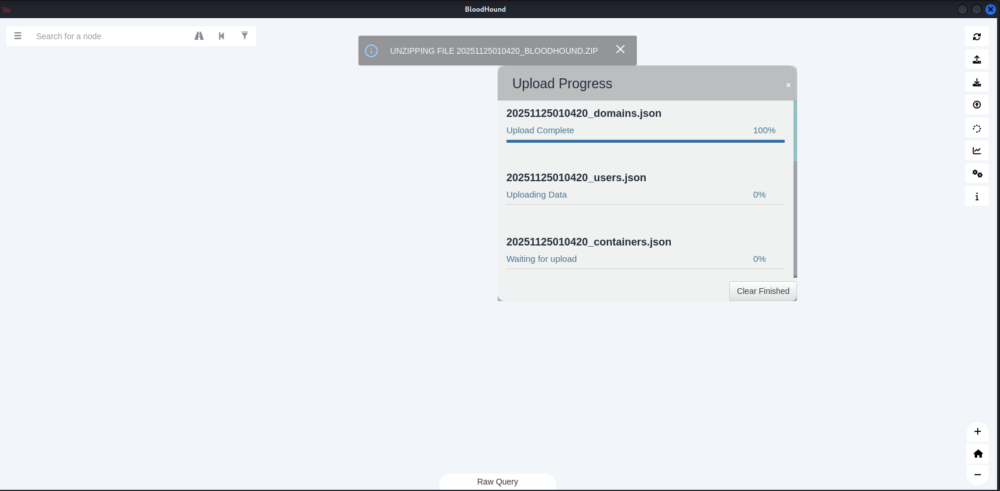 BloodHound
Search for a node
UNZIPPING FILE 20251125010420_BLOODHOUND.ZIP
Upload Progress
×
20251125010420_domains.json
Upload Complete 100%
20251125010420_users.json
Uploading Data 0%
20251125010420_containers.json
Waiting for upload 0%
Clear Finished
Raw Query